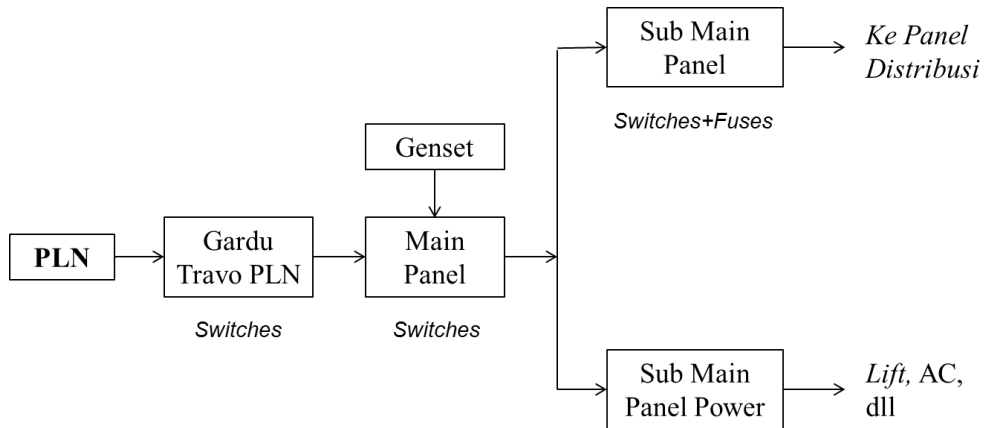 PLN
Gardu
Travo PLN
Switches
Genset
Main
Panel
Switches
Sub Main
Panel
Switches+Fuses
Ke Panel
Distribusi
Sub Main
Panel Power
Lift, AC,
dll